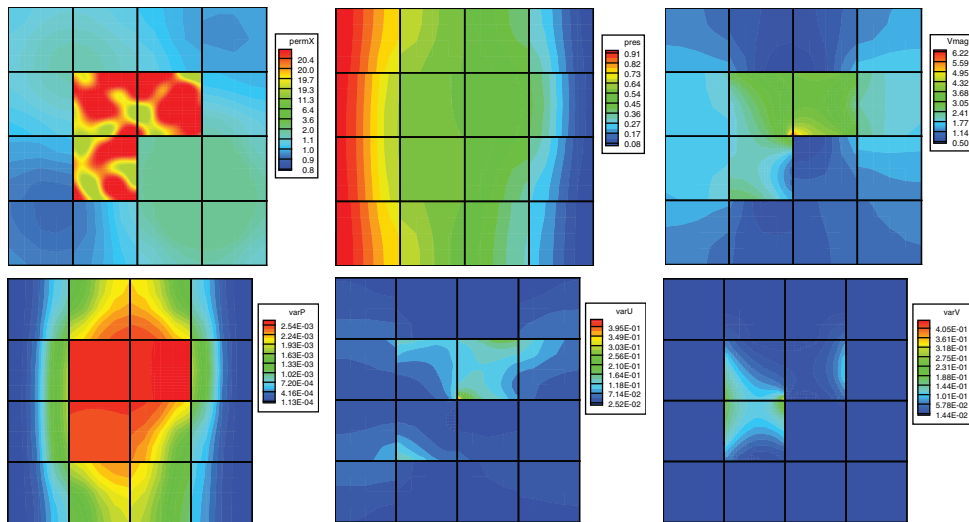 permX
20.4
20.0
19.7
19.3
11.3
6.4
3.6
2.0
1.1
1.0
0.9
0.8
pres
0.91
0.82
0.73
0.64
0.54
0.45
0.36
0.27
0.17
0.08
Vmag
6.22
5.59
4.95
4.32
3.68
3.05
2.41
1.77
1.14
0.50
varP
2.54E-03
2.24E-03
1.93E-03
1.63E-03
1.33E-03
1.02E-03
7.20E-04
4.16E-04
1.13E-04
varU
3.95E-01
3.49E-01
3.03E-01
2.56E-01
2.10E-01
1.64E-01
1.18E-01
7.14E-02
2.52E-02
varV
4.05E-01
3.61E-01
3.18E-01
2.75E-01
2.31E-01
1.88E-01
1.44E-01
1.01E-01
5.78E-02
1.44E-02